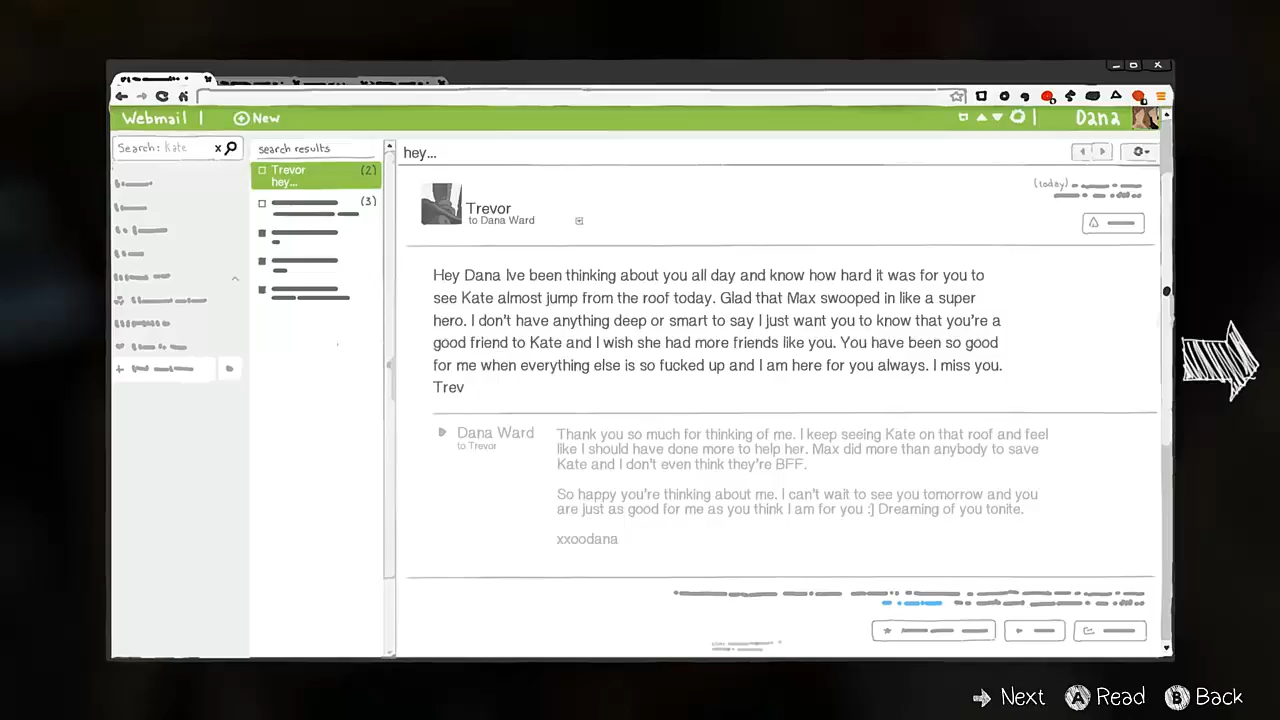 Webmail
New
Dana
Search: Kate
x
search results
Trevor
(2)
hey...
(3)
hey...
(today)
Trevor
to Dana Ward
Hey Dana Ive been thinking about you all day and know how hard it was for you to
see Kate almost jump from the roof today. Glad that Max swooped in like a super
hero. I don't have anything deep or smart to say I just want you to know that you're a
good friend to Kate and I wish she had more friends like you. You have been so good
for me when everything else is so fucked up and I am here for you always. I miss you.
Trev
Dana Ward
to Trevor
Thank you so much for thinking of me. I keep seeing Kate on that roof and feel
like I should have done more to help her. Max did more than anybody to save
Kate and I don't even think they're BFF.
So happy you're thinking about me. I can't wait to see you tomorrow and you
are just as good for me as you think I am for you :] Dreaming of you tonite.
xxoodana
Next
A Read
B Back